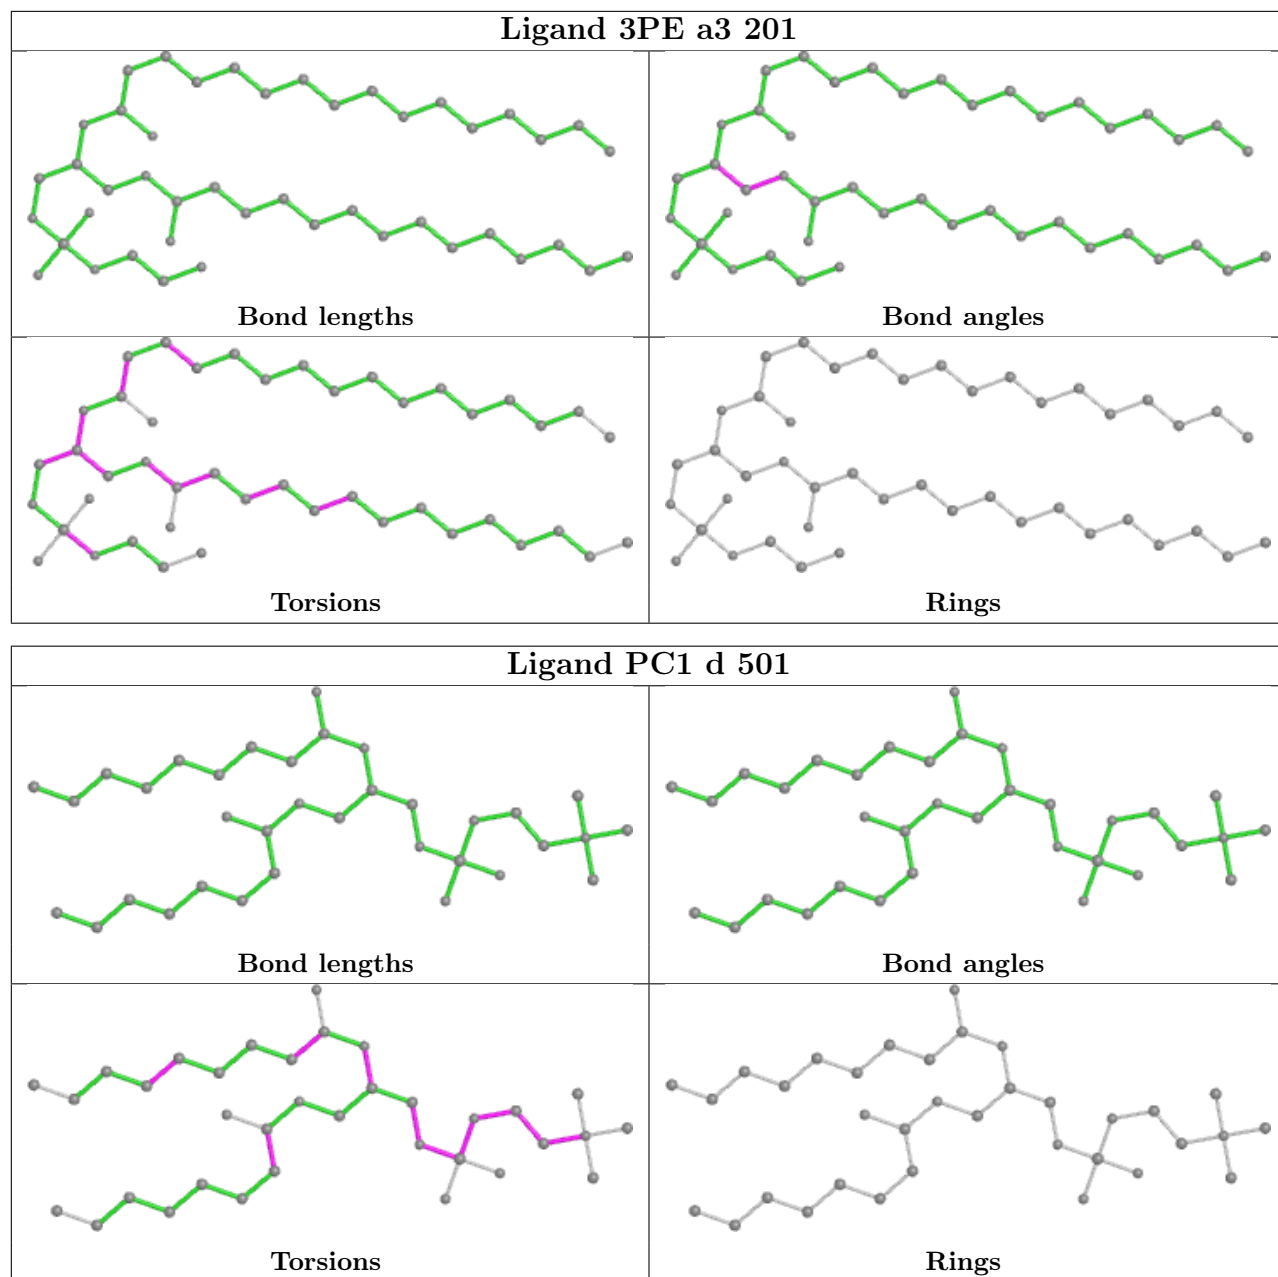 Ligand 3PE a3 201
Bond lengths
Bond angles
Torsions
Rings
Ligand PC1 d 501
Bond lengths
Bond angles
Torsions
Rings